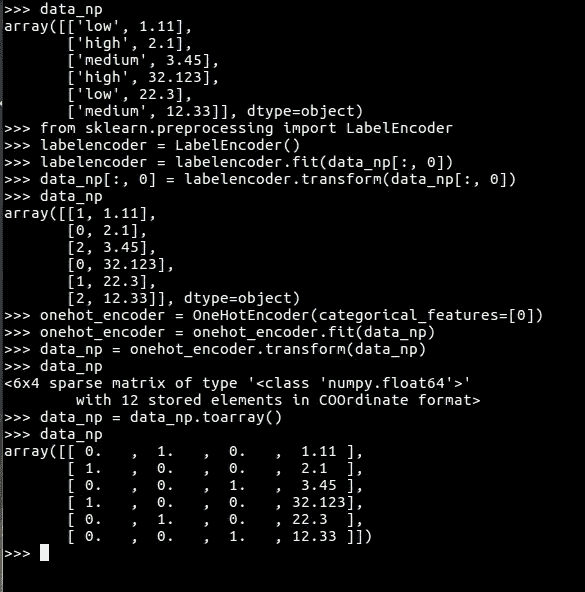 >>> data_np
array([['low', 1.11],
       ['high', 2.1],
       ['medium', 3.45],
       ['high', 32.123],
       ['low', 22.3],
       ['medium', 12.33]], dtype=object)
>>> from sklearn.preprocessing import LabelEncoder
>>> labelencoder = LabelEncoder()
>>> labelencoder = labelencoder.fit(data_np[:, 0])
>>> data_np[:, 0] = labelencoder.transform(data_np[:, 0])
>>> data_np
array([[1, 1.11],
       [0, 2.1],
       [2, 3.45],
       [0, 32.123],
       [1, 22.3],
       [2, 12.33]], dtype=object)
>>> onehot_encoder = OneHotEncoder(categorical_features=[0])
>>> onehot_encoder = onehot_encoder.fit(data_np)
>>> data_np = onehot_encoder.transform(data_np)
>>> data_np
<6x4 sparse matrix of type '<class 'numpy.float64'>'
        with 12 stored elements in COOrdinate format>
>>> data_np = data_np.toarray()
>>> data_np
array([[ 0.   ,  1.   ,  0.   ,  1.11 ],
       [ 1.   ,  0.   ,  0.   ,  2.1  ],
       [ 0.   ,  0.   ,  1.   ,  3.45 ],
       [ 1.   ,  0.   ,  0.   , 32.123],
       [ 0.   ,  1.   ,  0.   , 22.3  ],
       [ 0.   ,  0.   ,  1.   , 12.33 ]])
>>>